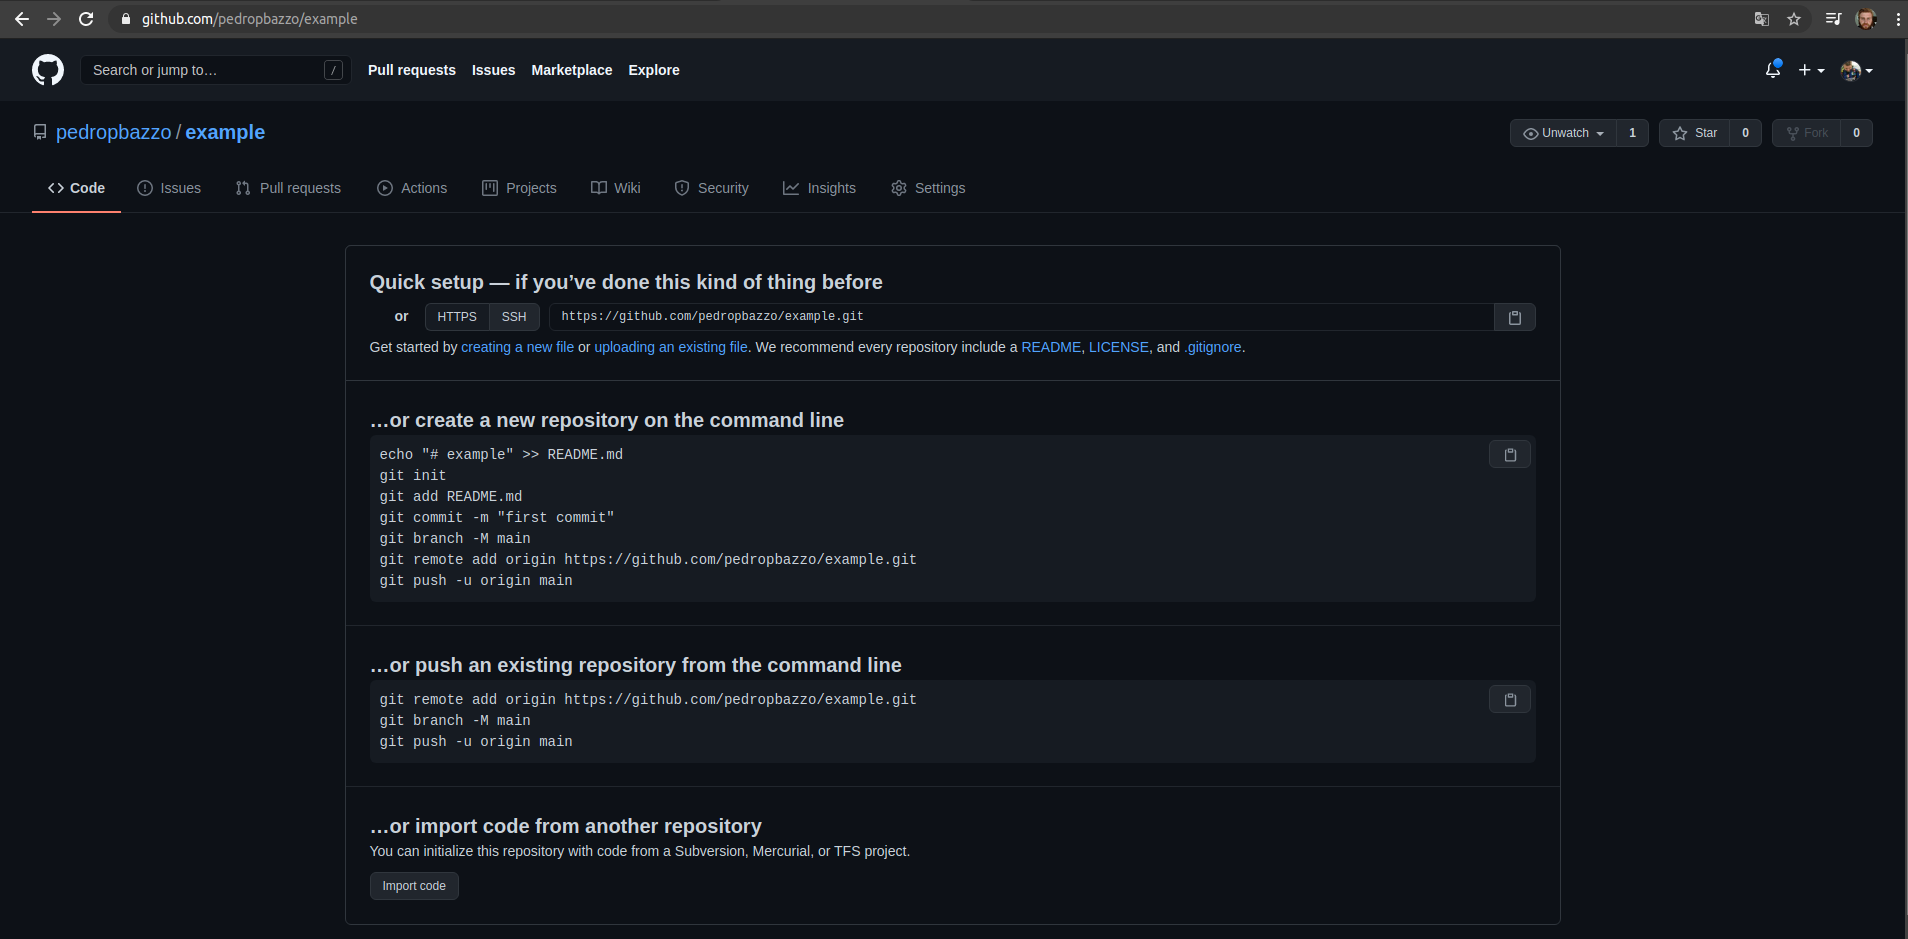 github.com/pedropbazzo/example
Search or jump to… /
Pull requests Issues Marketplace Explore
pedropbazzo / example
Unwatch 1 Star 0 Fork 0
Code Issues Pull requests Actions Projects Wiki Security Insights Settings
Quick setup — if you’ve done this kind of thing before
or HTTPS SSH https://github.com/pedropbazzo/example.git
Get started by creating a new file or uploading an existing file. We recommend every repository include a README, LICENSE, and .gitignore.
…or create a new repository on the command line
echo "# example" >> README.md
git init
git add README.md
git commit -m "first commit"
git branch -M main
git remote add origin https://github.com/pedropbazzo/example.git
git push -u origin main
…or push an existing repository from the command line
git remote add origin https://github.com/pedropbazzo/example.git
git branch -M main
git push -u origin main
…or import code from another repository
You can initialize this repository with code from a Subversion, Mercurial, or TFS project.
Import code